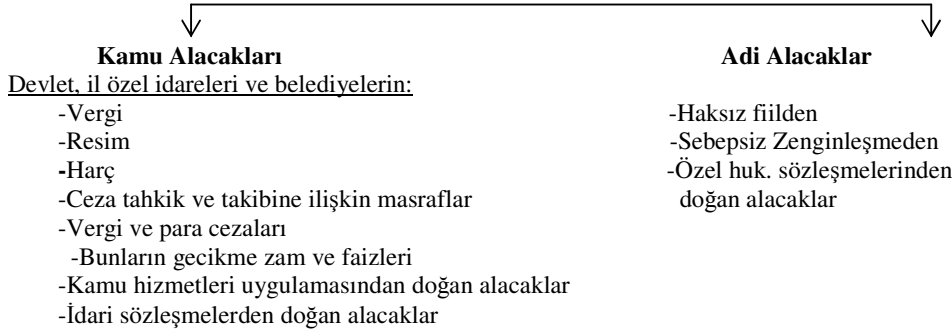 Kamu Alacakları
Devlet, il özel idareleri ve belediyelerin:
-Vergi
-Resim
-Harç
-Ceza tahkik ve takibine ilişkin masraflar
-Vergi ve para cezaları
-Bunların gecikme zam ve faizleri
-Kamu hizmetleri uygulamasından doğan alacaklar
-İdari sözleşmelerden doğan alacaklar
Adi Alacaklar
-Haksız fiilden
-Sebepsiz Zenginleşmeden
-Özel huk. sözleşmelerinden
doğan alacaklar